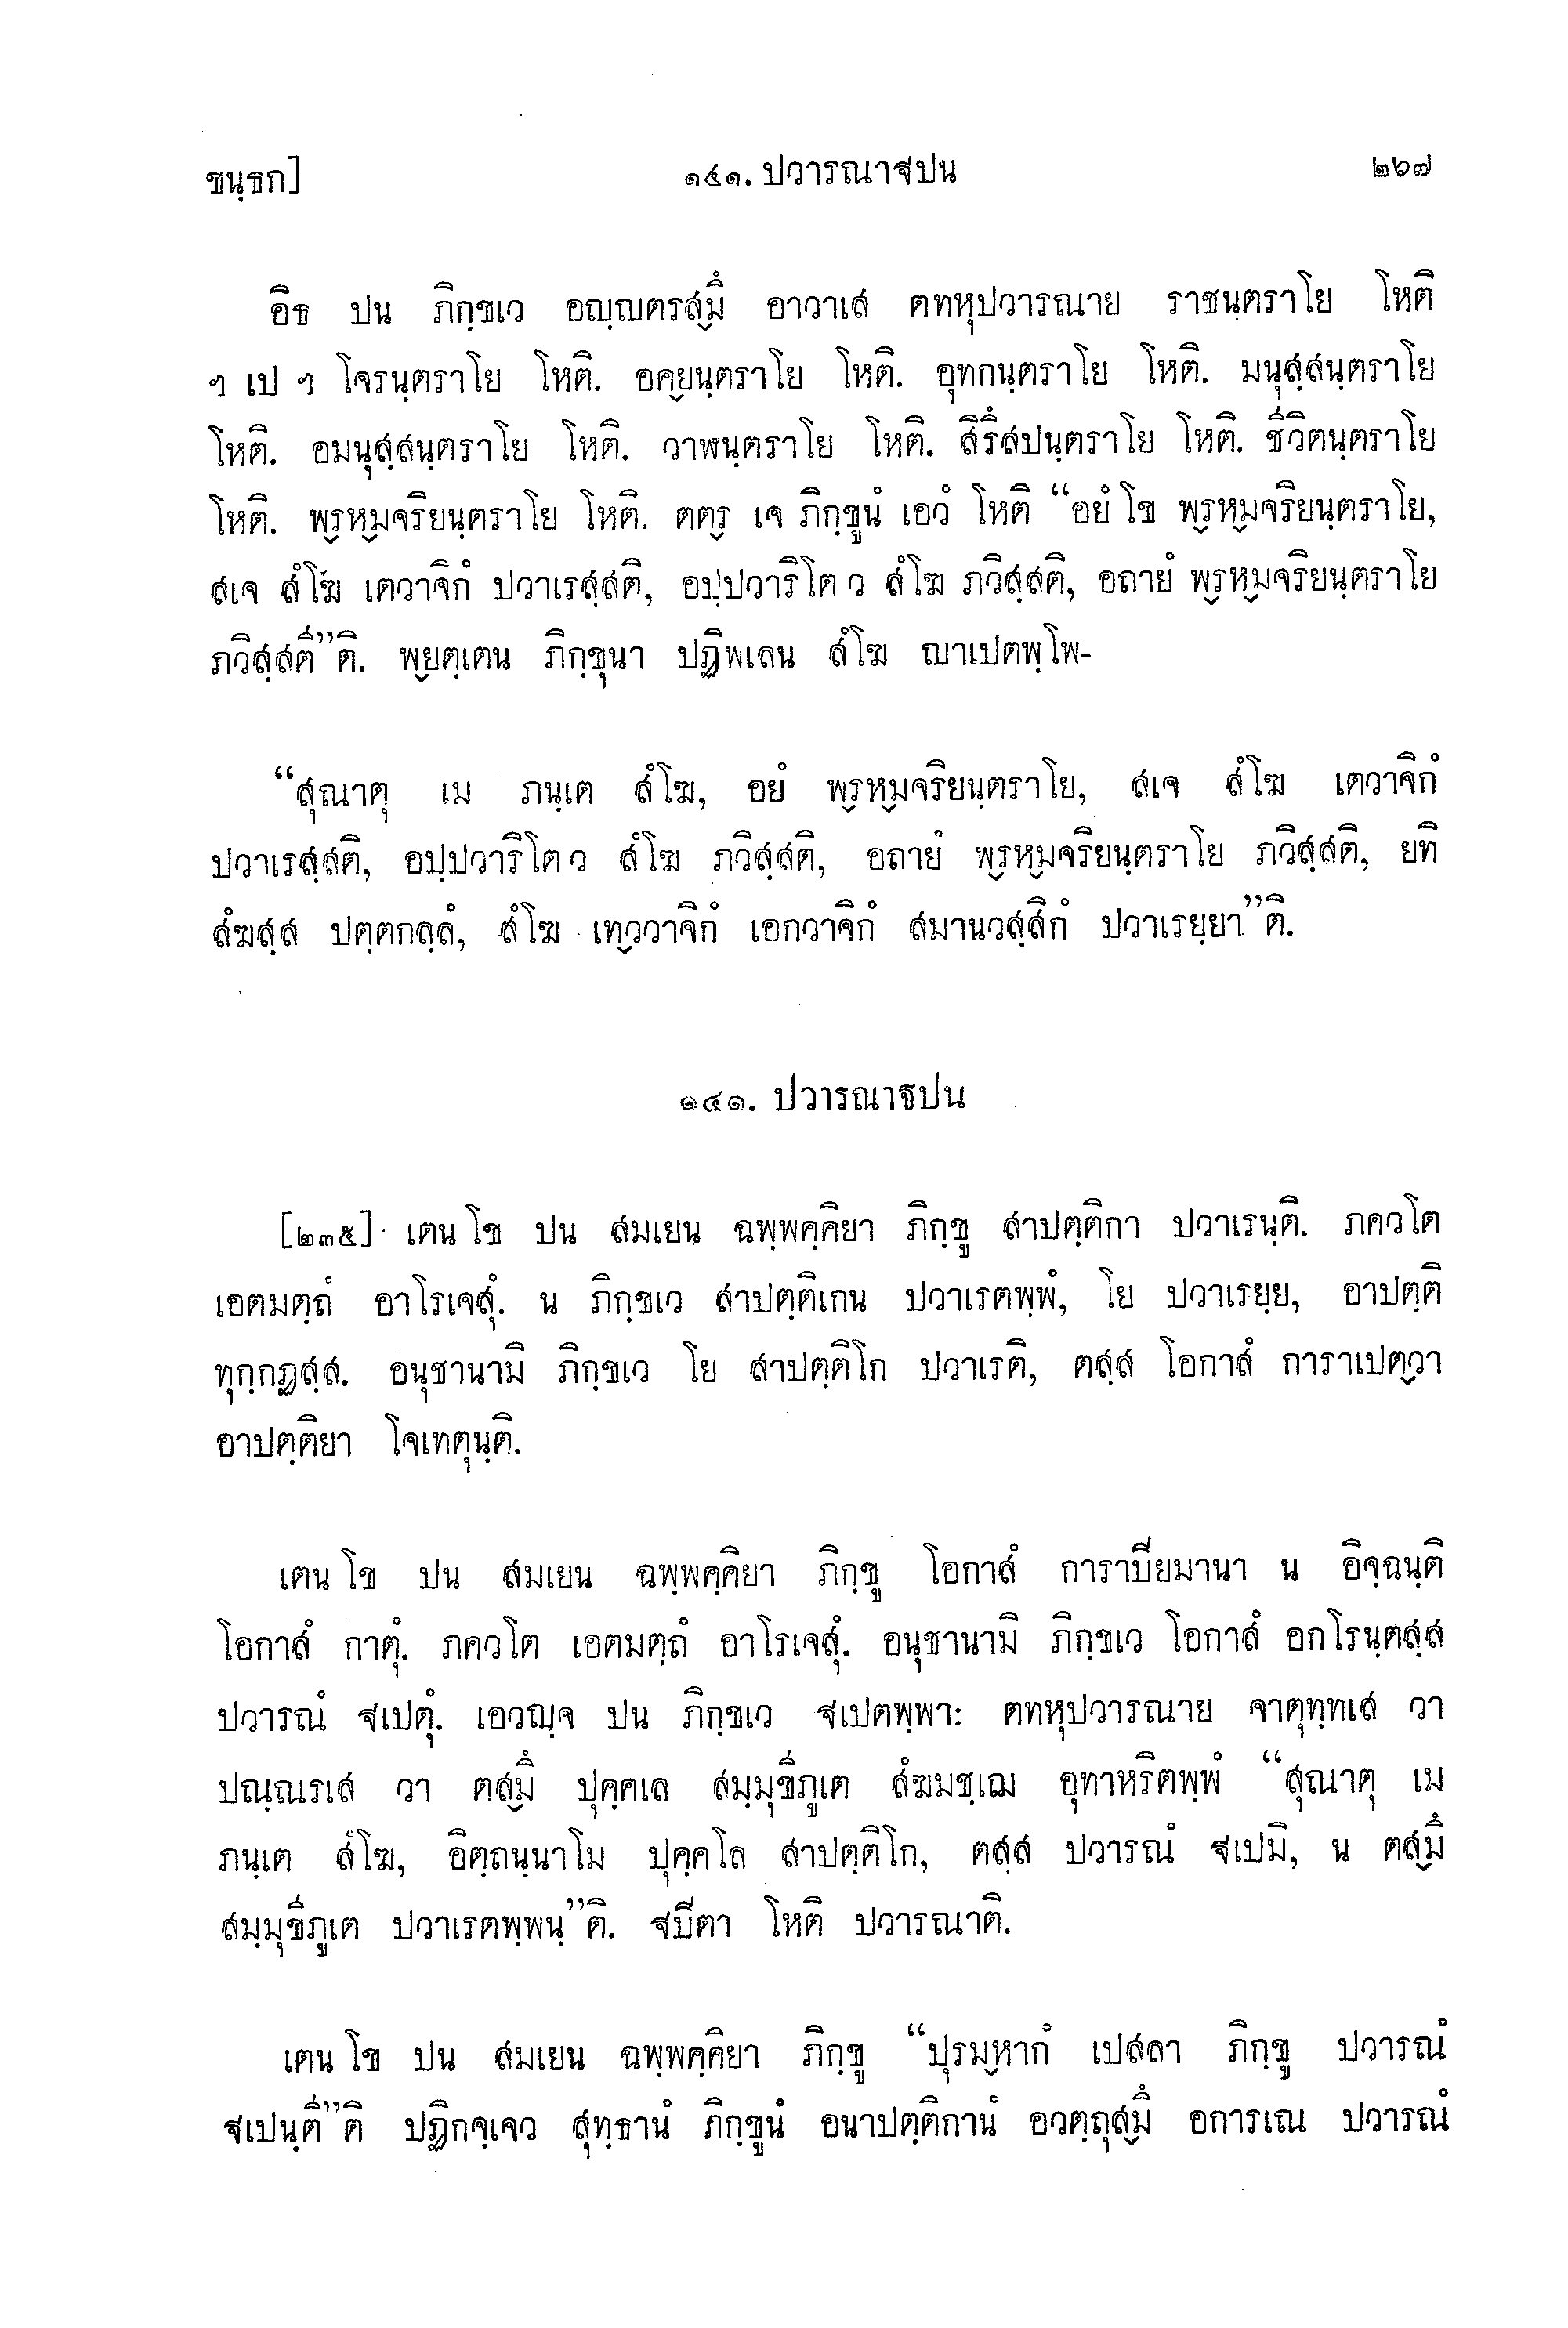 ขนฺธก] ๑๔๑. ปวารณาฐปน ๒๖๗
อิธ ปน ภิกฺขเว อญฺญตรสฺมึ อาวาเส ตทหุปวารณาย ราชนฺตราโย โหติ
ฯ เป ฯ โจรนฺตราโย โหติ. อคฺยนฺตราโย โหติ. อุทกนฺตราโย โหติ. มนุสฺสนฺตราโย
โหติ. อมนุสฺสนฺตราโย โหติ. วาฬนฺตราโย โหติ. สิรึสปนฺตราโย โหติ. ชีวิตนฺตราโย
โหติ. พฺรหฺมจริยนฺตราโย โหติ. ตตฺร เจ ภิกฺขูนํ เอวํ โหติ “อยํ โข พฺรหฺมจริยนฺตราโย,
สเจ สํโฆ เตวาจิกํ ปวาเรสฺสติ, อปฺปวาริโต ว สํโฆ ภวิสฺสติ, อถายํ พฺรหฺมจริยนฺตราโย
ภวิสฺสตี”ติ. พฺยตฺเตน ภิกฺขุนา ปฏิพเลน สํโฆ ญาเปตพฺโพ-
“สุณาตุ เม ภนฺเต สํโฆ, อยํ พฺรหฺมจริยนฺตราโย, สเจ สํโฆ เตวาจิกํ
ปวาเรสฺสติ, อปฺปวาริโต ว สํโฆ ภวิสฺสติ, อถายํ พฺรหฺมจริยนฺตราโย ภวิสฺสติ, ยทิ
สํฆสฺส ปตฺตกลฺลํ, สํโฆ เทฺววาจิกํ เอกวาจิกํ สมานวสฺสิกํ ปวาเรยฺยา”ติ.
๑๔๑. ปวารณาฐปน
[๒๓๕] เตน โข ปน สมเยน ฉพฺพคฺคิยา ภิกฺขู สาปตฺติกา ปวาเรนฺติ. ภควโต
เอตมตฺถํ อาโรเจสุํ. น ภิกฺขเว สาปตฺติเกน ปวาเรตพฺพํ, โย ปวาเรยฺย, อาปตฺติ
ทุกฺกฏสฺส. อนุชานามิ ภิกฺขเว โย สาปตฺติโก ปวาเรติ, ตสฺส โอกาสํ การาเปตฺวา
อาปตฺติยา โจเทตุนฺติ.
เตน โข ปน สมเยน ฉพฺพคฺคิยา ภิกฺขู โอกาสํ การาปียมานา น อิจฺฉนฺติ
โอกาสํ กาตุํ. ภควโต เอตมตฺถํ อาโรเจสุํ. อนุชานามิ ภิกฺขเว โอกาสํ อกโรนฺตสฺส
ปวารณํ ฐเปตุํ. เอวญฺจ ปน ภิกฺขเว ฐเปตพฺพา: ตทหุปวารณาย จาตุทฺทเส วา
ปณฺณรเส วา ตสฺมึ ปุคฺคเล สมฺมุขีภูเต สํฆมชฺเฌ อุทาหริตพฺพํ “สุณาตุ เม
ภนฺเต สํโฆ, อิตฺถนฺนาโม ปุคฺคโล สาปตฺติโก, ตสฺส ปวารณํ ฐเปมิ, น ตสฺมึ
สมฺมุขีภูเต ปวาเรตพฺพนฺ”ติ. ฐปีตา โหติ ปวารณาติ.
เตน โข ปน สมเยน ฉพฺพคฺคิยา ภิกฺขู “ปุรมฺหากํ เปสลา ภิกฺขู ปวารณํ
ฐเปนฺตี”ติ ปฏิกจฺเจว สุทฺธานํ ภิกฺขูนํ อนาปตฺติกานํ อวตฺถุสฺมึ อการเณ ปวารณํ